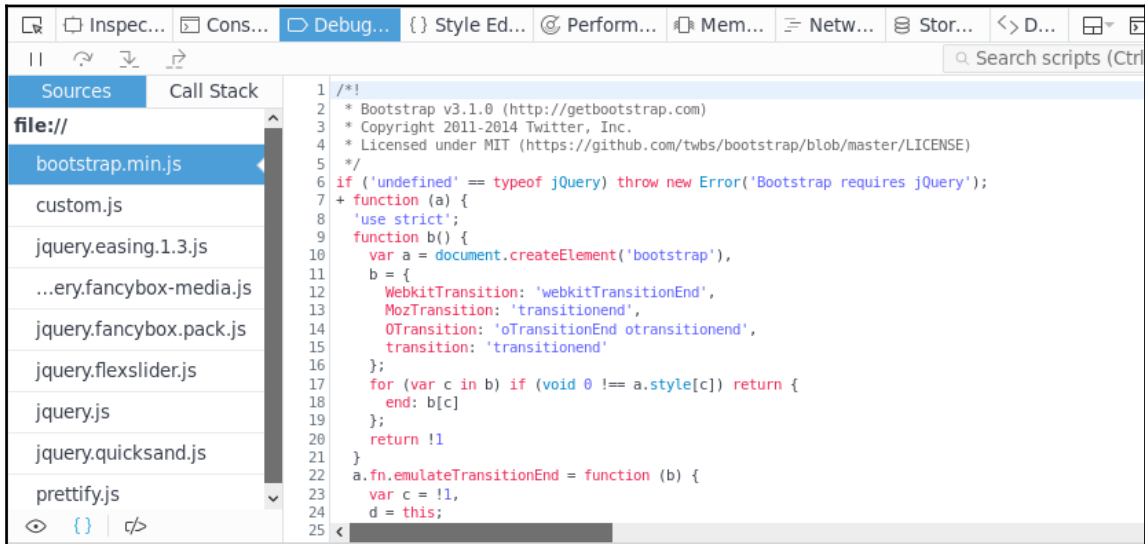 Inspec... Cons... Debug... {} Style Ed... Perform... Mem... Netw... Stor... D...
Search scripts (Ctrl
Sources Call Stack
file://
bootstrap.min.js
custom.js
jquery.easing.1.3.js
...ery.fancybox-media.js
jquery.fancybox.pack.js
jquery.flexslider.js
jquery.js
jquery.quicksand.js
prettify.js
{}
1 /*!
2  * Bootstrap v3.1.0 (http://getbootstrap.com)
3  * Copyright 2011-2014 Twitter, Inc.
4  * Licensed under MIT (https://github.com/twbs/bootstrap/blob/master/LICENSE)
5  */
6 if ('undefined' == typeof jQuery) throw new Error('Bootstrap requires jQuery');
7 + function (a) {
8   'use strict';
9   function b() {
10     var a = document.createElement('bootstrap'),
11     b = {
12       WebkitTransition: 'webkitTransitionEnd',
13       MozTransition: 'transitionend',
14       OTransition: 'oTransitionEnd otransitionend',
15       transition: 'transitionend'
16     };
17     for (var c in b) if (void 0 !== a.style[c]) return {
18       end: b[c]
19     };
20     return !1
21   }
22   a.fn.emulateTransitionEnd = function (b) {
23     var c = !1,
24     d = this;
25